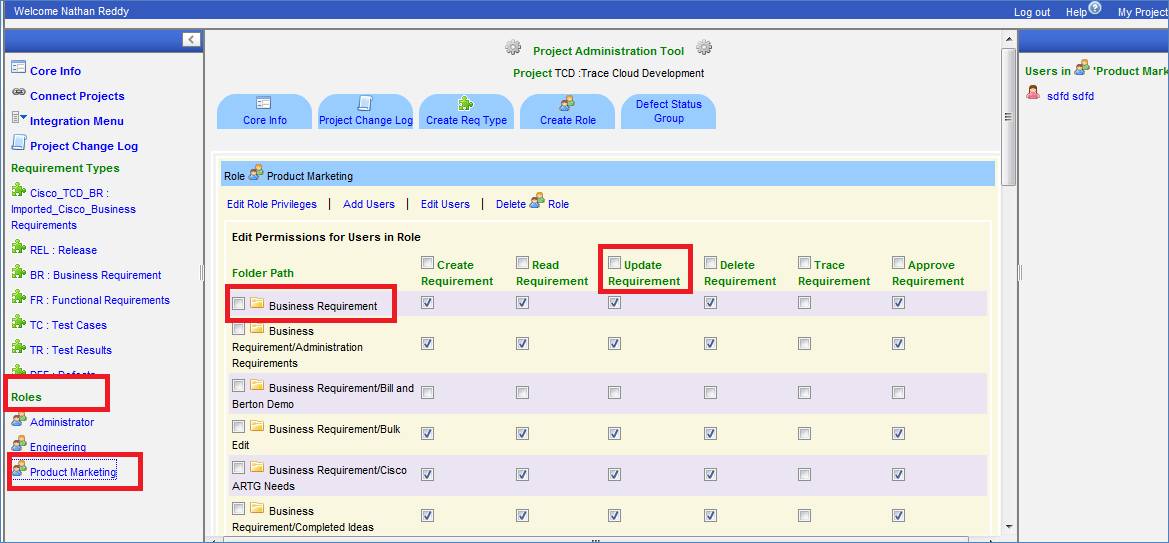 Welcome Nathan Reddy
Log out Help My Project
Core Info
Connect Projects
Integration Menu
Project Change Log
Requirement Types
Cisco_TCD_BR :
Imported_Cisco_Business
Requirements
REL : Release
BR : Business Requirement
FR : Functional Requirements
TC : Test Cases
TR : Test Results
Roles
Administrator
Engineering
Product Marketing
Project Administration Tool
Project TCD :Trace Cloud Development
Core Info
Project Change Log
Create Req Type
Create Role
Defect Status
Group
Role Product Marketing
Edit Role Privileges | Add Users | Edit Users | Delete Role
Edit Permissions for Users in Role
Folder Path
Create
Requirement
Read
Requirement
Update
Requirement
Delete
Requirement
Trace
Requirement
Approve
Requirement
Business Requirement
Business
Requirement/Administration
Requirements
Business Requirement/Bill and
Berton Demo
Business Requirement/Bulk
Edit
Business Requirement/Cisco
ARTG Needs
Business
Requirement/Completed Ideas
Users in 'Product Mark
sdfd sdfd